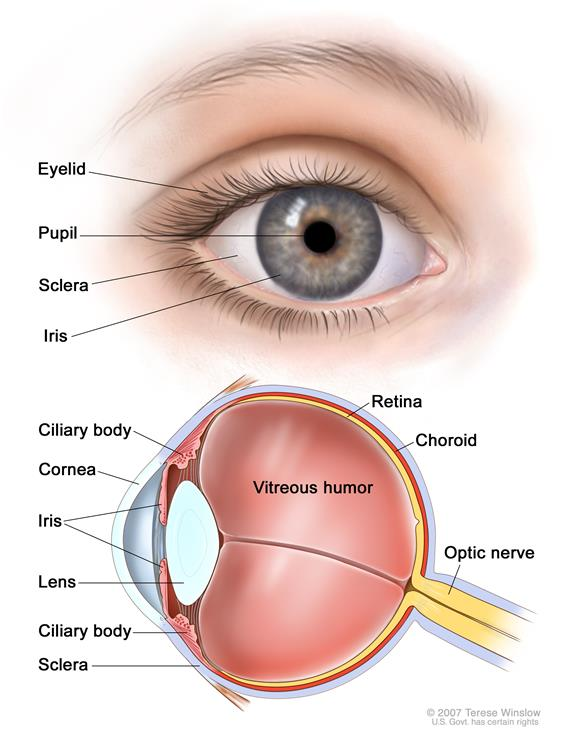 Eyelid
Pupil
Sclera
Iris
Retina
Ciliary body
Choroid
Cornea
Vitreous humor
Iris
Optic nerve
Lens
Ciliary body
Sclera
© 2007 Terese Winslow
U.S. Govt. has certain rights